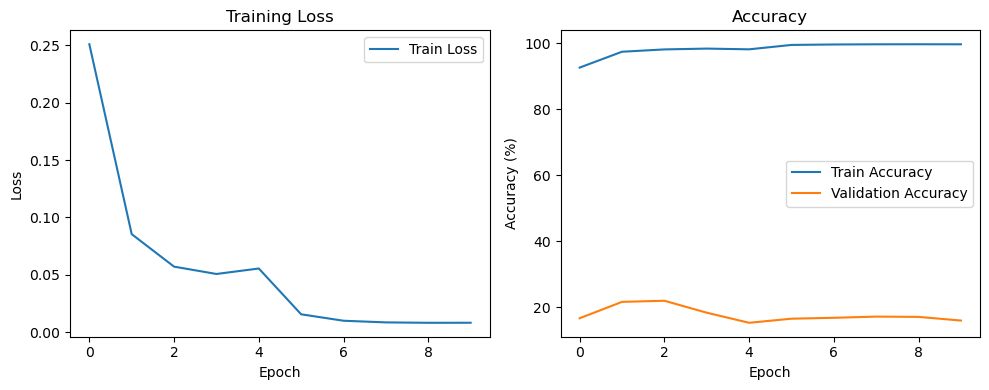 Training Loss
Train Loss
0.25
0.20
0.15
0.10
0.05
0.00
Loss
0 2 4 6 8
Epoch
Accuracy
100
80
60
40
20
Accuracy (%)
Train Accuracy
Validation Accuracy
0 2 4 6 8
Epoch